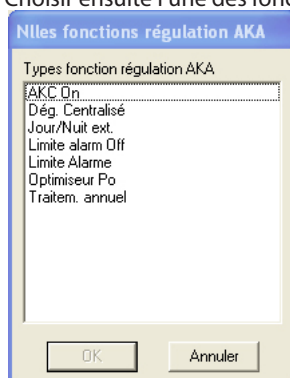 Choisir ensuite l'une des fonc
Nlles fonctions régulation AKA
Types fonction régulation AKA
AKC On
Dég. Centralisé
Jour/Nuit ext.
Limite alarm Off
Limite Alarme
Optimiseur Po
Traitem. annuel
OK
Annuler